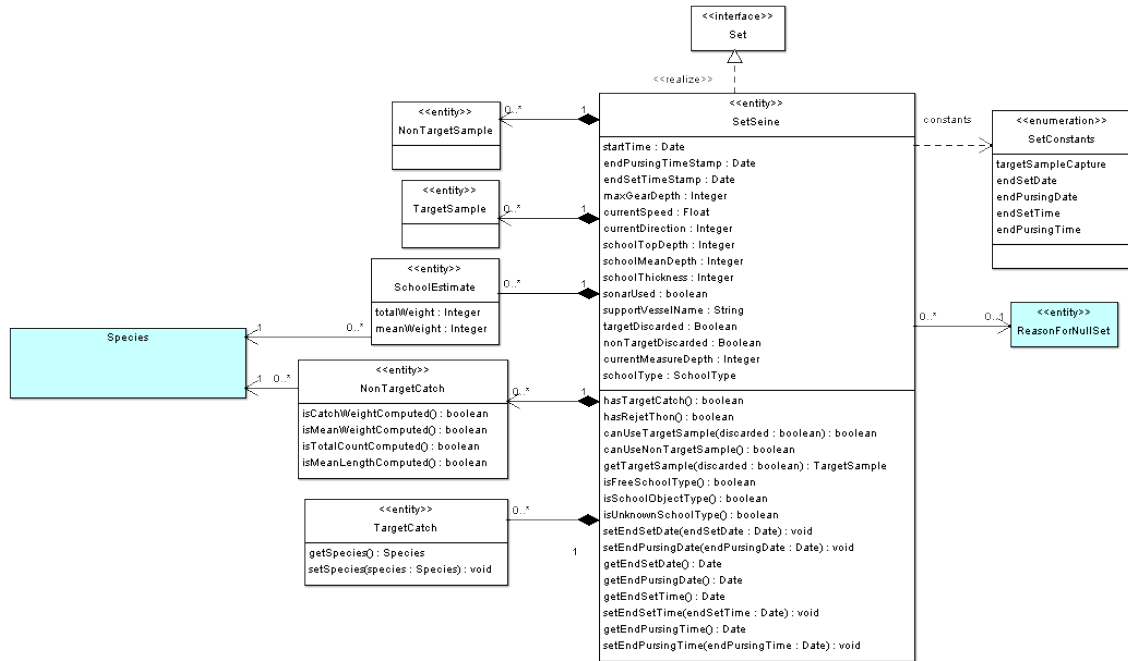 <<interface>>
Set
<<realize>>
<<entity>>
SetSeine
startTime : Date
endPursingTimeStamp : Date
endSetTimeStamp : Date
maxGearDepth : Integer
currentSpeed : Float
currentDirection : Integer
schoolTopDepth : Integer
schoolMeanDepth : Integer
schoolThickness : Integer
sonarUsed : boolean
supportVesselName : String
targetDiscarded : Boolean
nonTargetDiscarded : Boolean
currentMeasureDepth : Integer
schoolType : SchoolType
hasTargetCatch() : boolean
hasRejetThon() : boolean
canUseTargetSample(discarded : boolean) : boolean
canUseNonTargetSample() : boolean
getTargetSample(discarded : boolean) : TargetSample
isFreeSchoolType() : boolean
isSchoolObjectType() : boolean
isUnknownSchoolType() : boolean
setEndSetDate(endSetDate : Date) : void
setEndPursingDate(endPursingDate : Date) : void
getEndSetDate() : Date
getEndPursingDate() : Date
getEndSetTime() : Date
setEndSetTime(endSetTime : Date) : void
getEndPursingTime() : Date
setEndPursingTime(endPursingTime : Date) : void
<<entity>>
NonTargetSample
0..*
1
<<entity>>
TargetSample
0..*
1
<<entity>>
SchoolEstimate
totalWeight : Integer
meanWeight : Integer
0..*
1
Species
1
0..*
1
0..*
<<entity>>
NonTargetCatch
isCatchWeightComputed() : boolean
isMeanWeightComputed() : boolean
isTotalCountComputed() : boolean
isMeanLengthComputed() : boolean
0..*
1
<<entity>>
TargetCatch
getSpecies() : Species
setSpecies(species : Species) : void
0..*
1
constants
<<enumeration>>
SetConstants
targetSampleCapture
endSetDate
endPursingDate
endSetTime
endPursingTime
0..*
0..1
<<entity>>
ReasonForNullSet